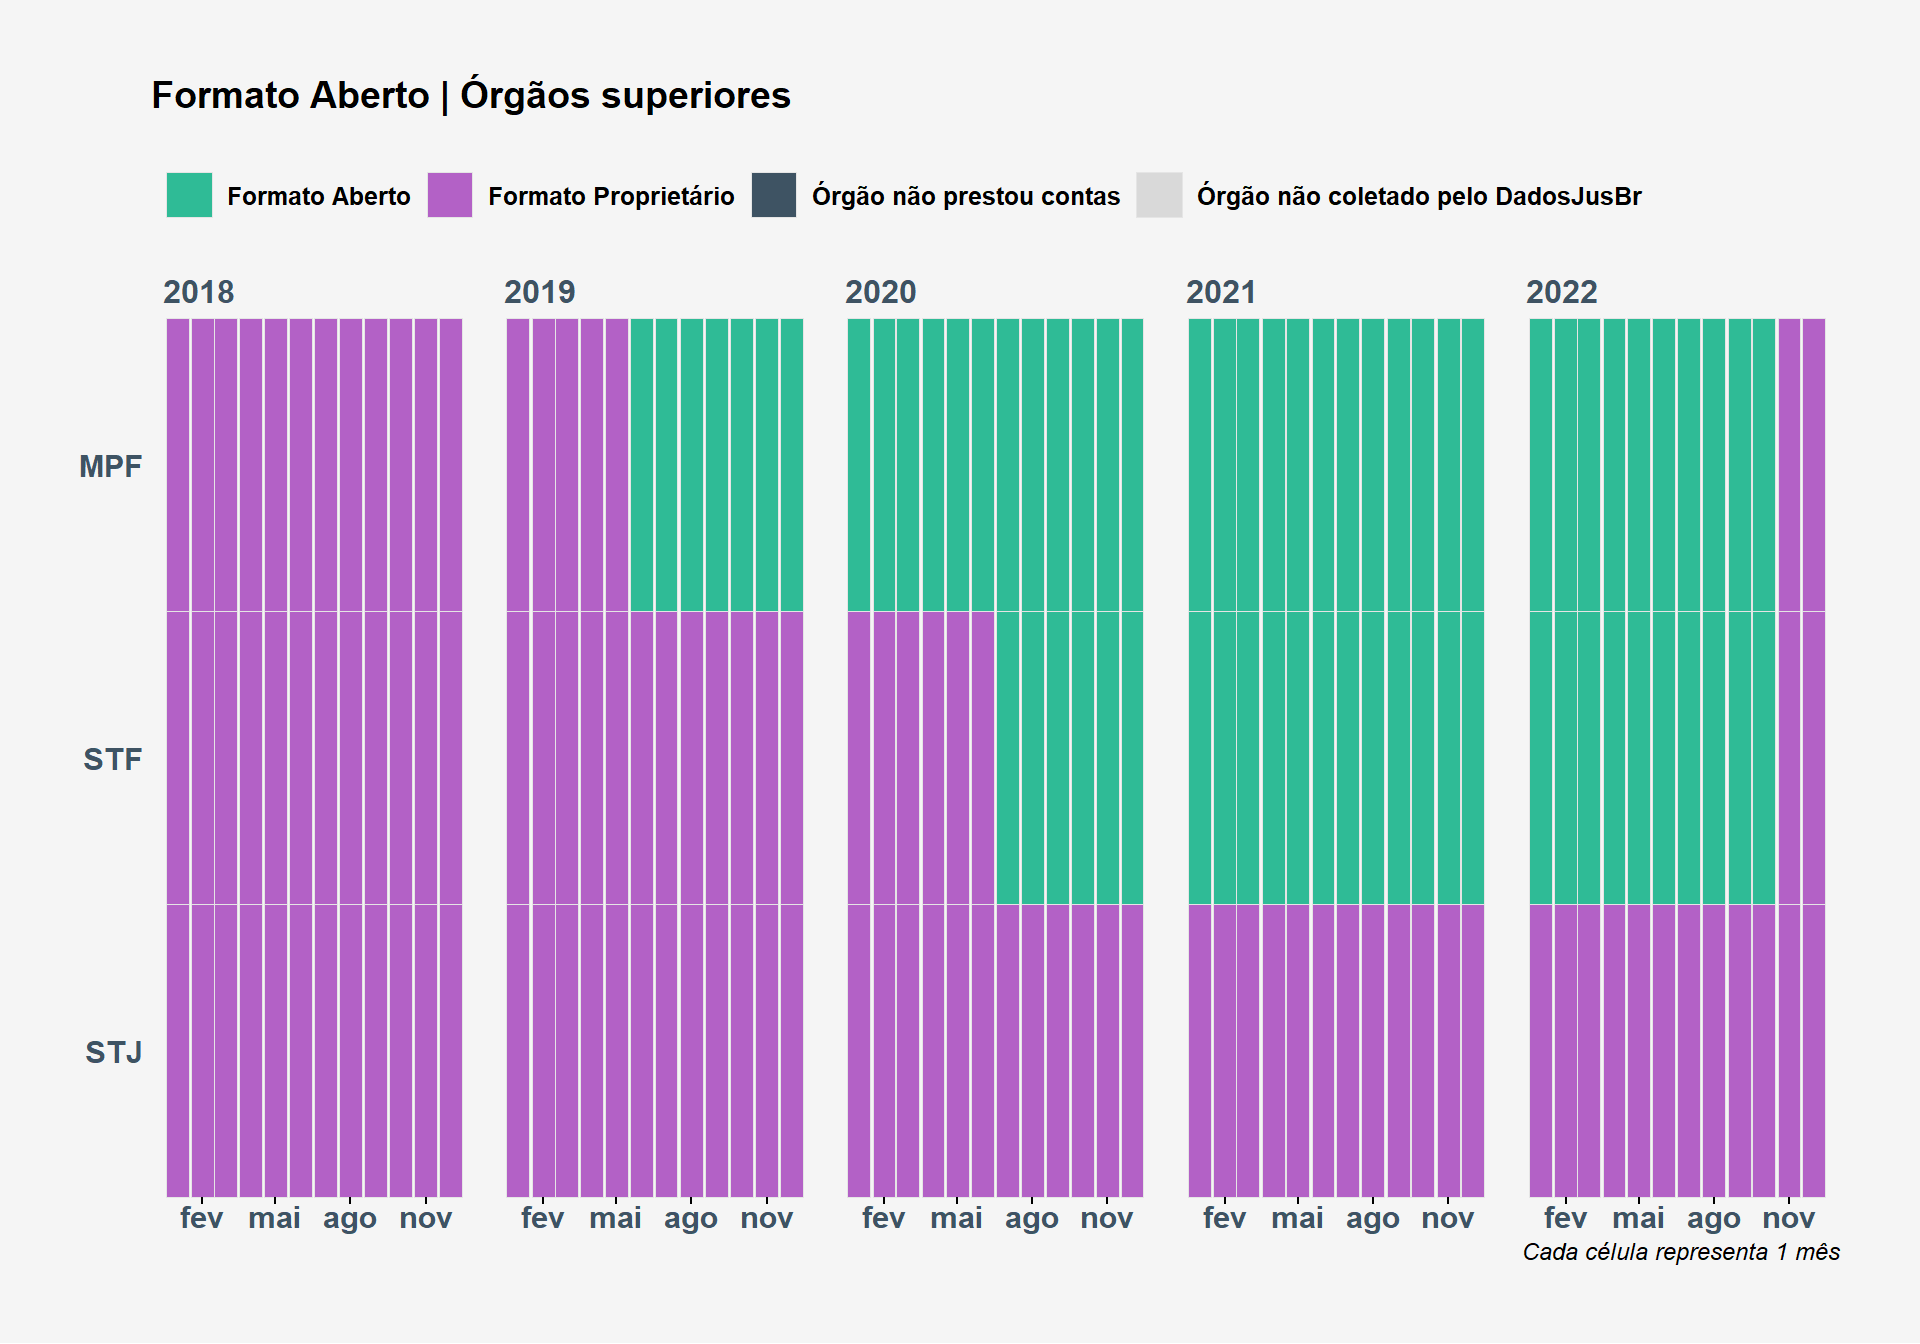 Formato Aberto | Órgãos superiores
Formato Aberto Formato Proprietário Órgão não prestou contas Órgão não coletado pelo DadosJusBr
2018 2019 2020 2021 2022
MPF
STF
STJ
fev mai ago nov fev mai ago nov fev mai ago nov fev mai ago nov fev mai ago nov
Cada célula representa 1 mês